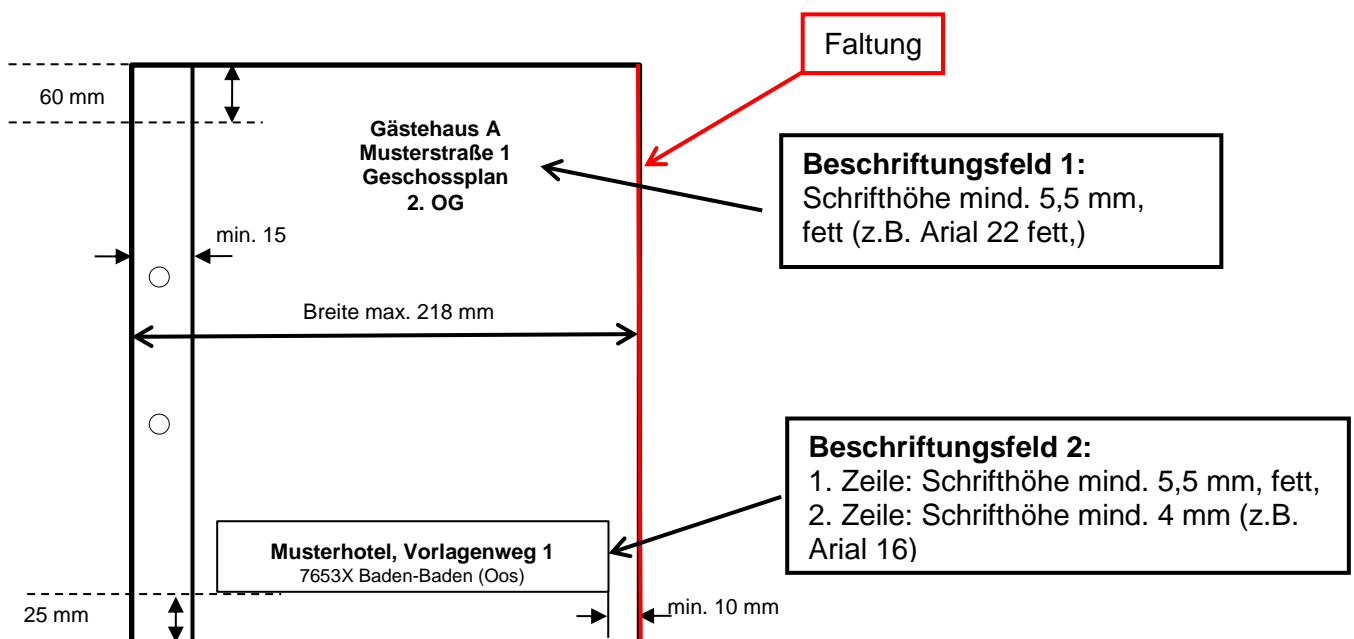 Faltung
60 mm
Gästehaus A
Musterstraße 1
Geschossplan
2. OG
Beschriftungsfeld 1:
Schrifthöhe mind. 5,5 mm,
fett (z.B. Arial 22 fett,)
min. 15
Breite max. 218 mm
Beschriftungsfeld 2:
1. Zeile: Schrifthöhe mind. 5,5 mm, fett,
2. Zeile: Schrifthöhe mind. 4 mm (z.B.
Arial 16)
Musterhotel, Vorlagenweg 1
7653X Baden-Baden (Oos)
25 mm
min. 10 mm